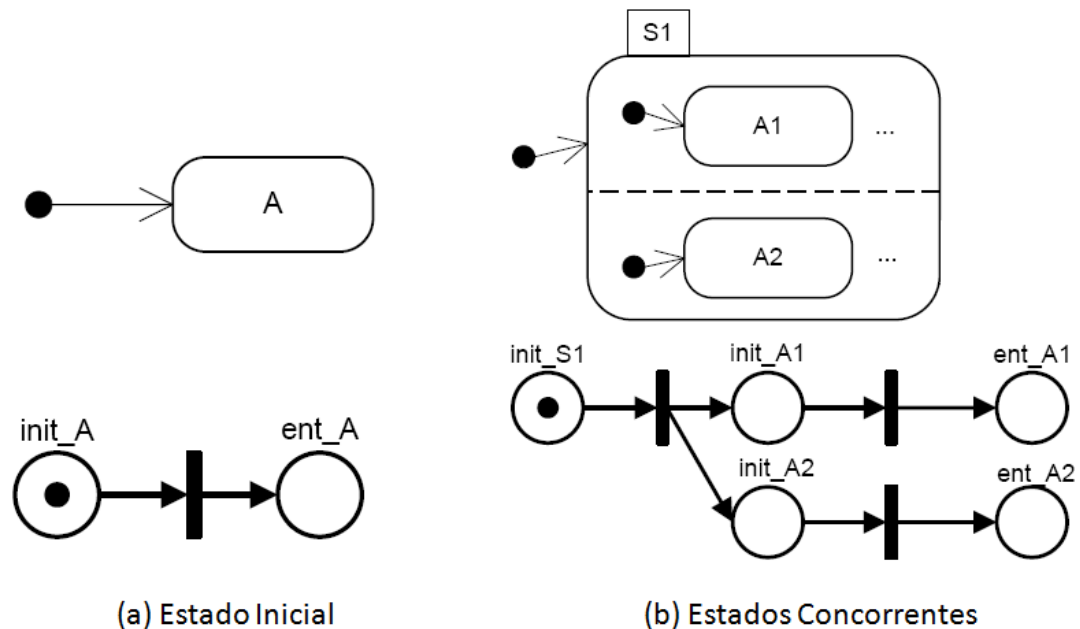 A
S1
A1
...
A2
...
init_A
ent_A
init_S1
init_A1
ent_A1
init_A2
ent_A2
(a) Estado Inicial
(b) Estados Concorrentes